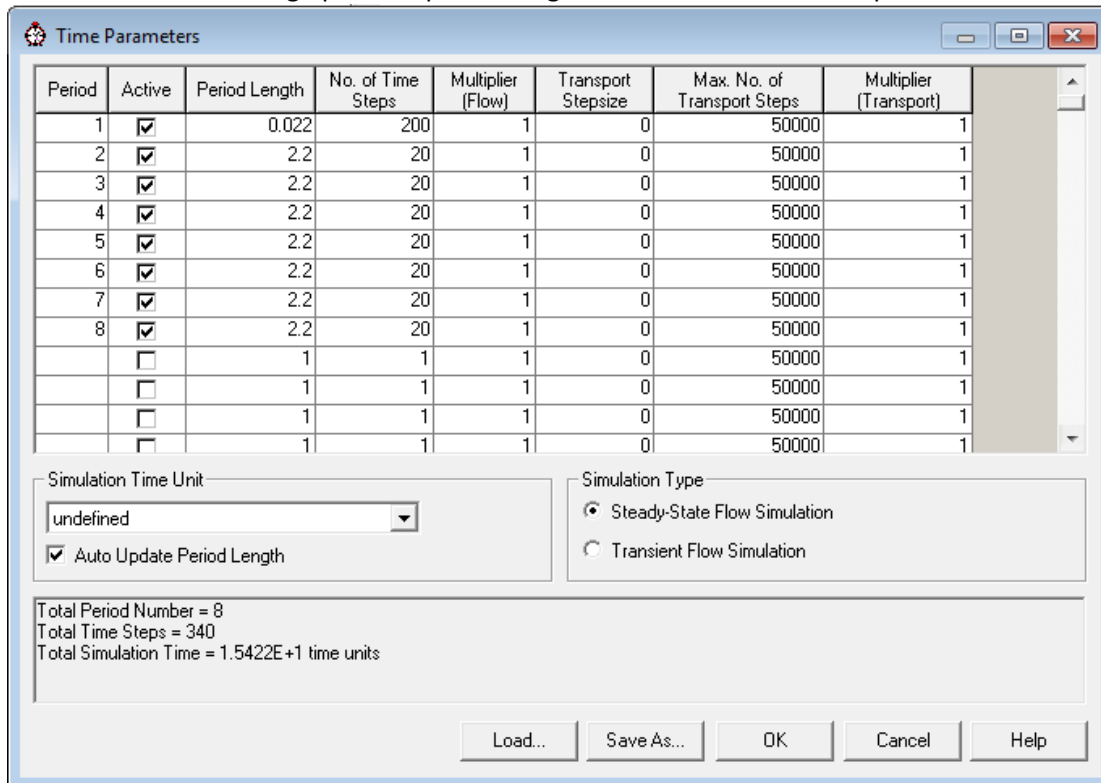 Time Parameters
Period Active Period Length No. of Time Steps Multiplier (Flow) Transport Stepsize Max. No. of Transport Steps Multiplier (Transport)
1 0.022 200 1 0 50000 1
2 2.2 20 1 0 50000 1
3 2.2 20 1 0 50000 1
4 2.2 20 1 0 50000 1
5 2.2 20 1 0 50000 1
6 2.2 20 1 0 50000 1
7 2.2 20 1 0 50000 1
8 2.2 20 1 0 50000 1
1 1 1 0 50000 1
1 1 1 0 50000 1
1 1 1 0 50000 1
1 1 1 0 50000 1
Simulation Time Unit
undefined
Auto Update Period Length
Simulation Type
Steady-State Flow Simulation
Transient Flow Simulation
Total Period Number = 8
Total Time Steps = 340
Total Simulation Time = 1.5422E+1 time units
Load... Save As... OK Cancel Help